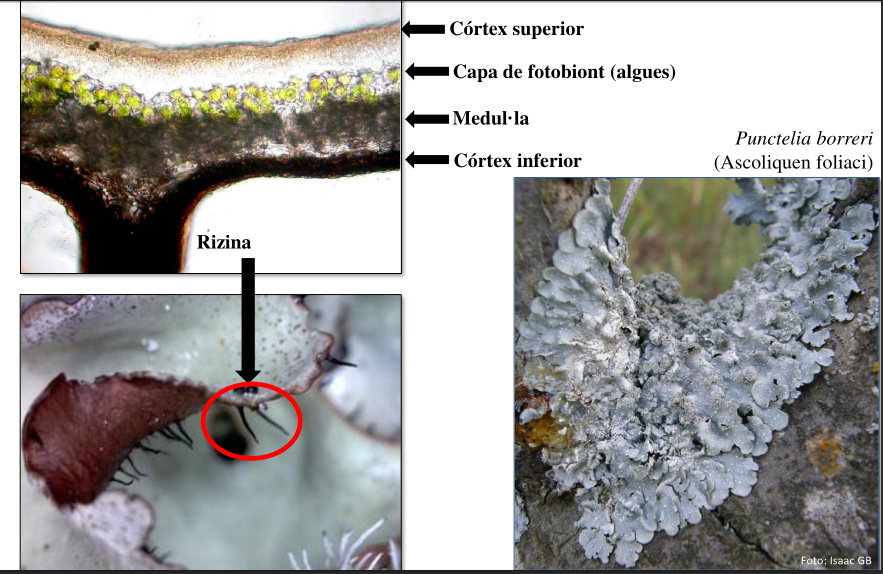 Córtex superior
Capa de fotobiont (algues)
Medul·la
Córtex inferior
Punctelia borreri
(Ascoliquen foliaci)
Rizina
Foto: Isaac GB